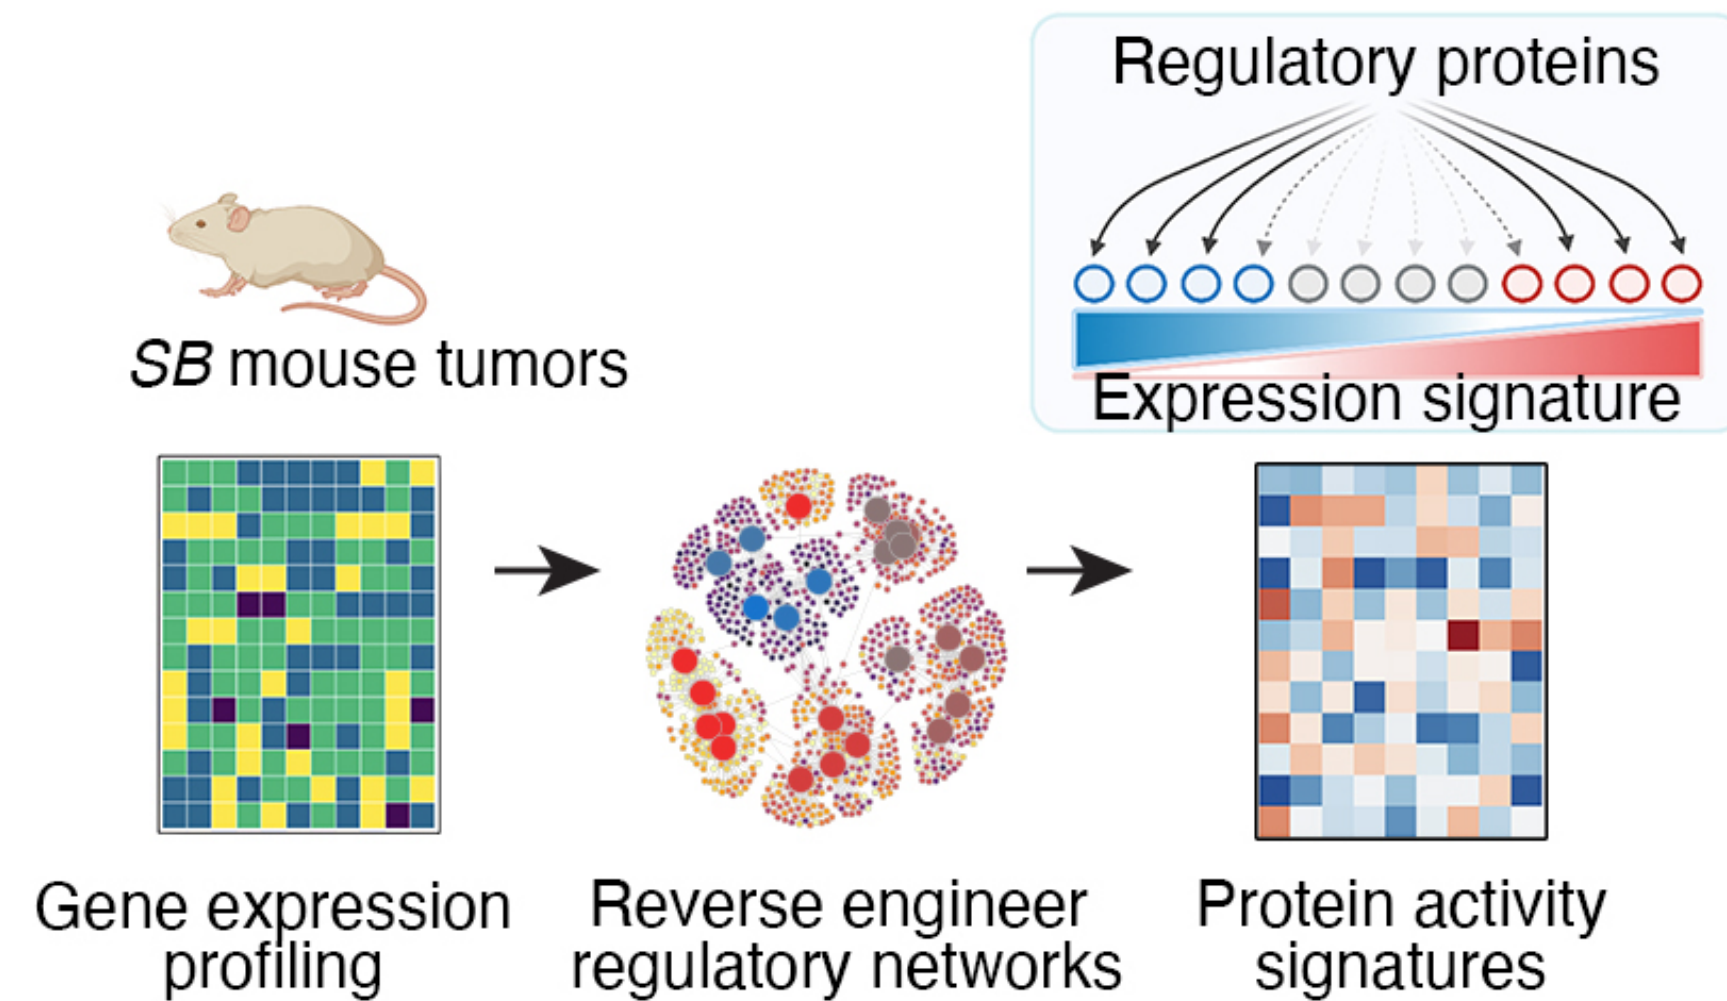 Regulatory proteins
SB mouse tumors
Expression signature
Gene expression
profiling
Reverse engineer
regulatory networks
Protein activity
signatures